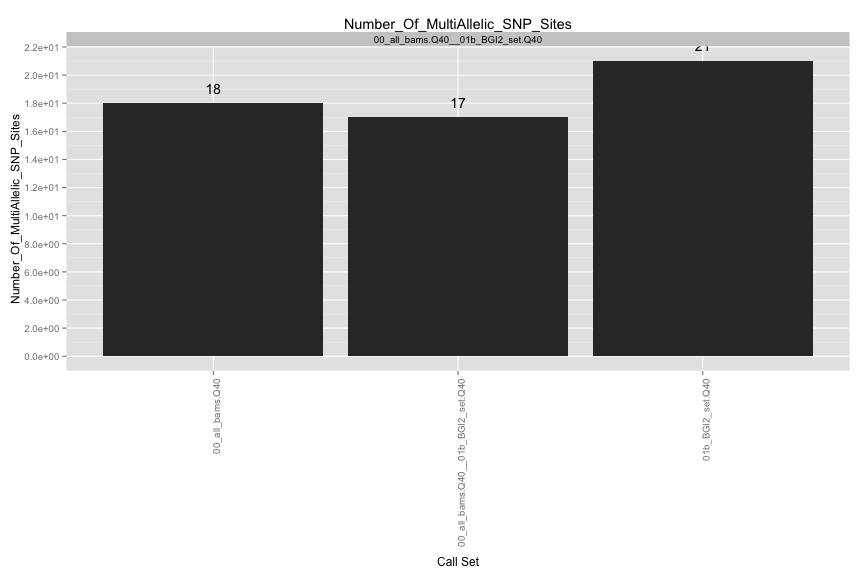 Number_Of_MultiAllelic_SNP_Sites
00_all_bams.Q40__01b_BGI2_set.Q40
Number_Of_MultiAllelic_SNP_Sites
2.2e+01
2.0e+01
1.8e+01
1.6e+01
1.4e+01
1.2e+01
1.0e+01
8.0e+00
6.0e+00
4.0e+00
2.0e+00
0.0e+00
18
17
21
00_all_bams.Q40
00_all_bams.Q40__01b_BGI2_set.Q40
01b_BGI2_set.Q40
Call Set